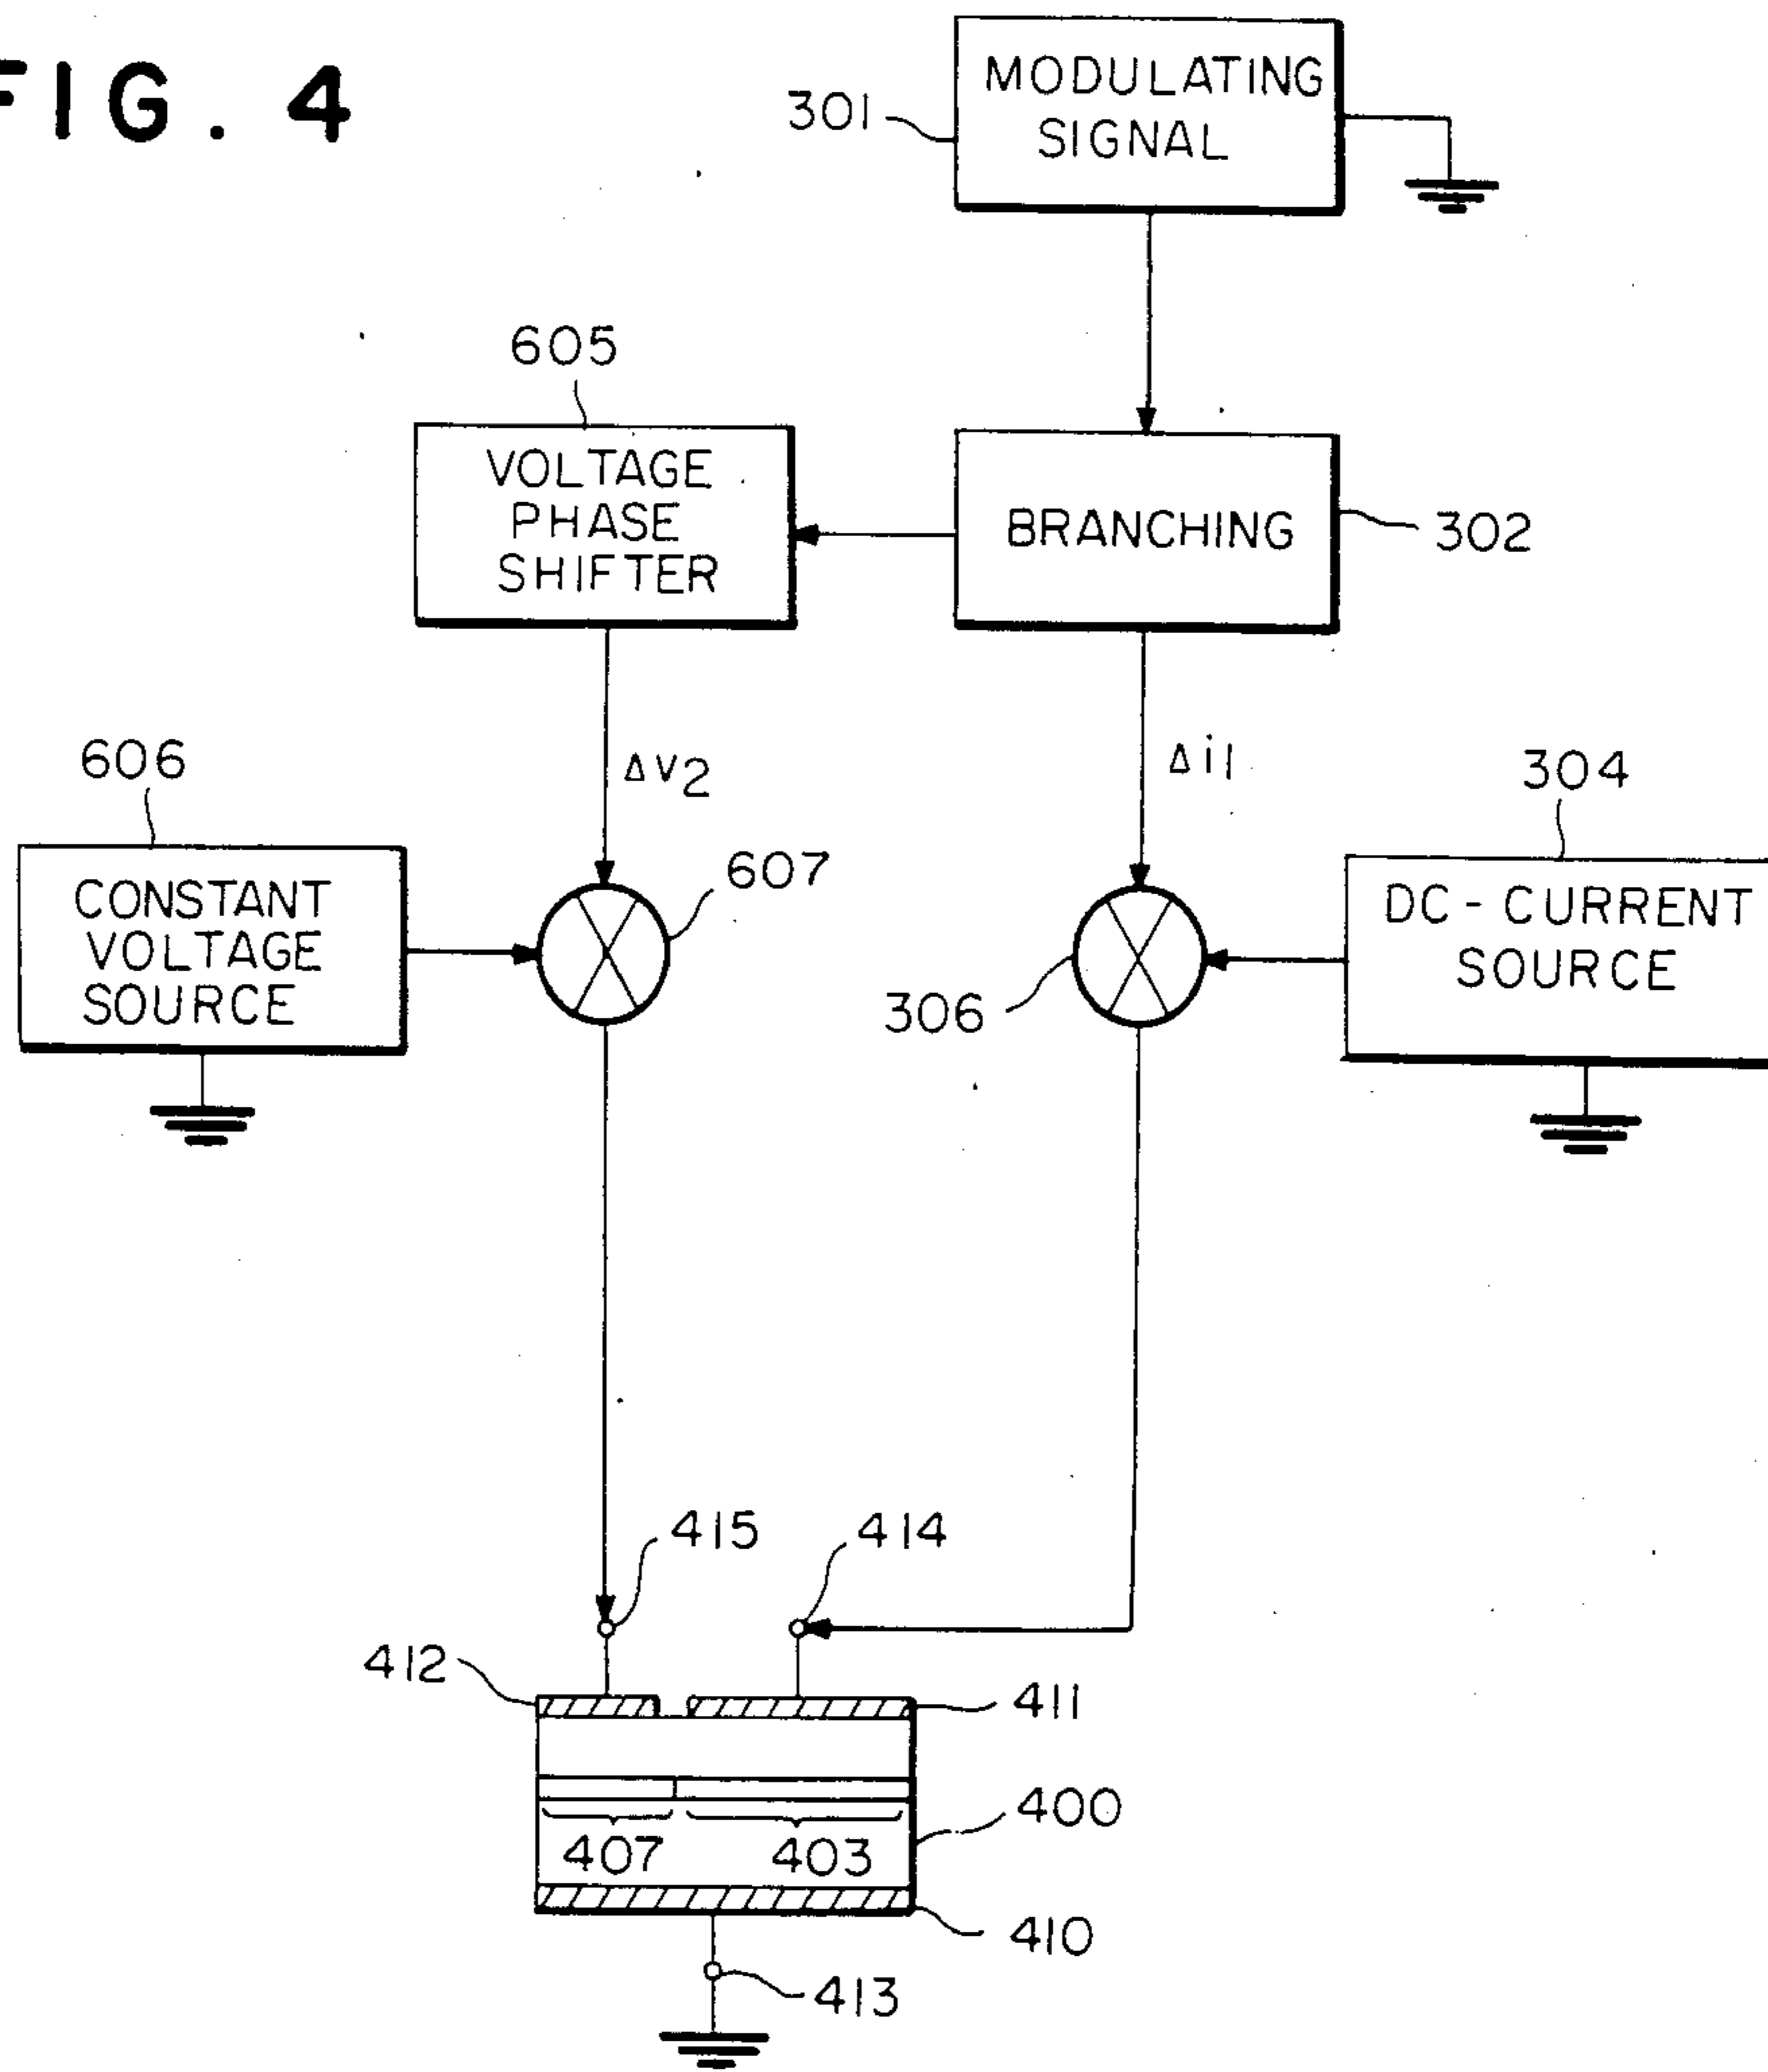 FIG. 4
MODULATING
SIGNAL
301
605
VOLTAGE
PHASE
SHIFTER
BRANCHING
302
Δv2
Δi1
606
304
CONSTANT
VOLTAGE
SOURCE
607
306
DC-CURRENT
SOURCE
415
414
412
411
400
407
403
410
413